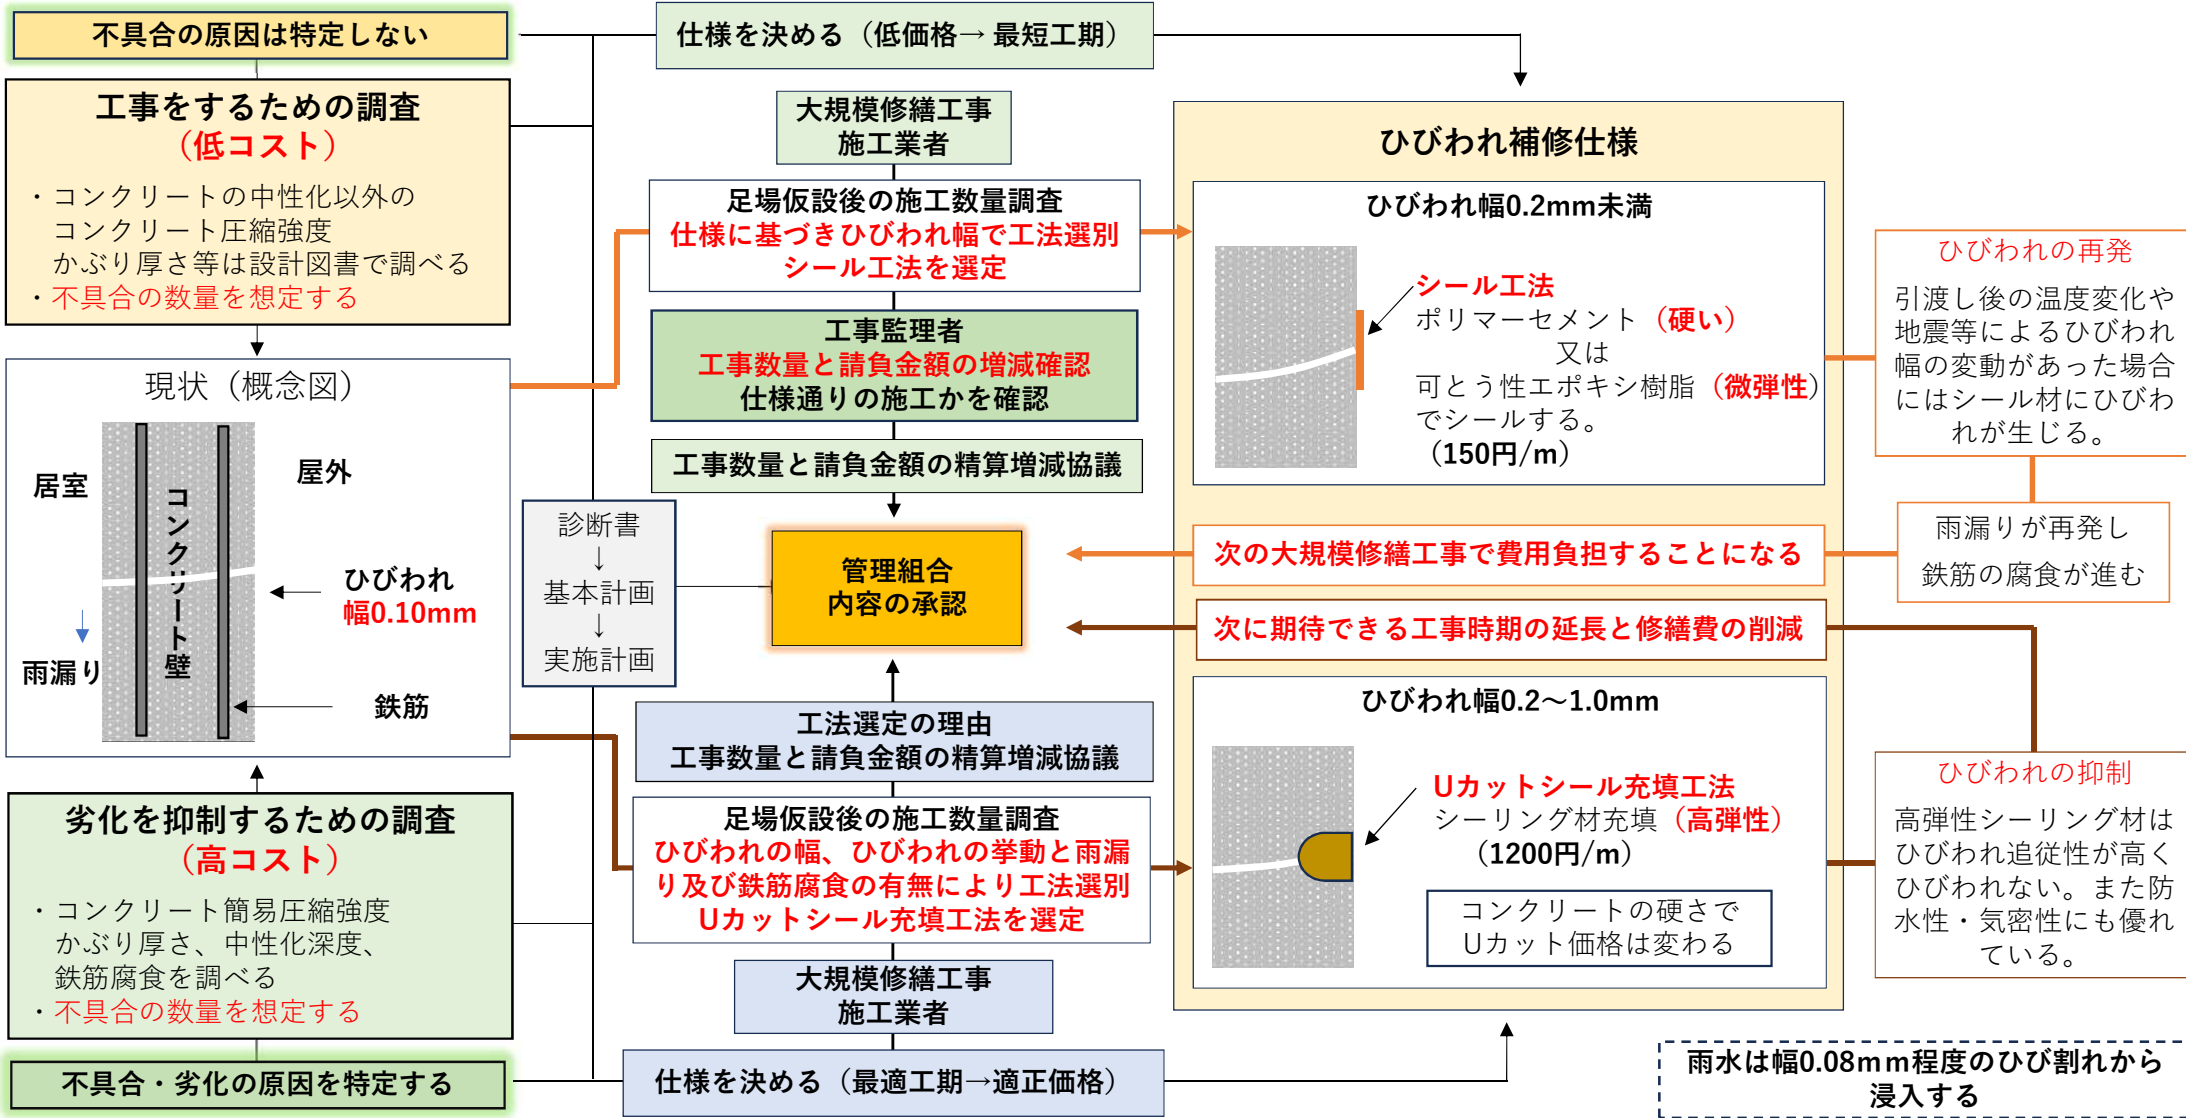 不具合の原因は特定しない
工事をするための調査
（低コスト）
・コンクリートの中性化以外の
コンクリート圧縮強度
かぶり厚さ等は設計図書で調べる
・不具合の数量を想定する
現状（概念図）
居室
屋外
コンクリート壁
ひびわれ
幅0.10mm
雨漏り
鉄筋
劣化を抑制するための調査
（高コスト）
・コンクリート簡易圧縮強度
かぶり厚さ、中性化深度、
鉄筋腐食を調べる
・不具合の数量を想定する
不具合・劣化の原因を特定する
診断書
↓
基本計画
↓
実施計画
仕様を決める（低価格→ 最短工期）
大規模修繕工事
施工業者
足場仮設後の施工数量調査
仕様に基づきひびわれ幅で工法選別
シール工法を選定
工事監理者
工事数量と請負金額の増減確認
仕様通りの施工かを確認
工事数量と請負金額の精算増減協議
管理組合
内容の承認
工法選定の理由
工事数量と請負金額の精算増減協議
足場仮設後の施工数量調査
ひびわれの幅、ひびわれの挙動と雨漏
り及び鉄筋腐食の有無により工法選別
Uカットシール充填工法を選定
大規模修繕工事
施工業者
仕様を決める（最適工期→適正価格）
ひびわれ補修仕様
ひびわれ幅0.2mm未満
シール工法
ポリマーセメント（硬い）
又は
可とう性エポキシ樹脂（微弾性）
でシールする。
（150円/m）
次の大規模修繕工事で費用負担することになる
次に期待できる工事時期の延長と修繕費の削減
ひびわれ幅0.2～1.0mm
Uカットシール充填工法
シーリング材充填（高弾性）
（1200円/m）
コンクリートの硬さで
Uカット価格は変わる
ひびわれの再発
引渡し後の温度変化や
地震等によるひびわれ
幅の変動があった場合
にはシール材にひびわ
れが生じる。
雨漏りが再発し
鉄筋の腐食が進む
ひびわれの抑制
高弾性シーリング材は
ひびわれ追従性が高く
ひびわれない。また防
水性・気密性にも優れ
ている。
雨水は幅0.08ｍｍ程度のひび割れから
浸入する